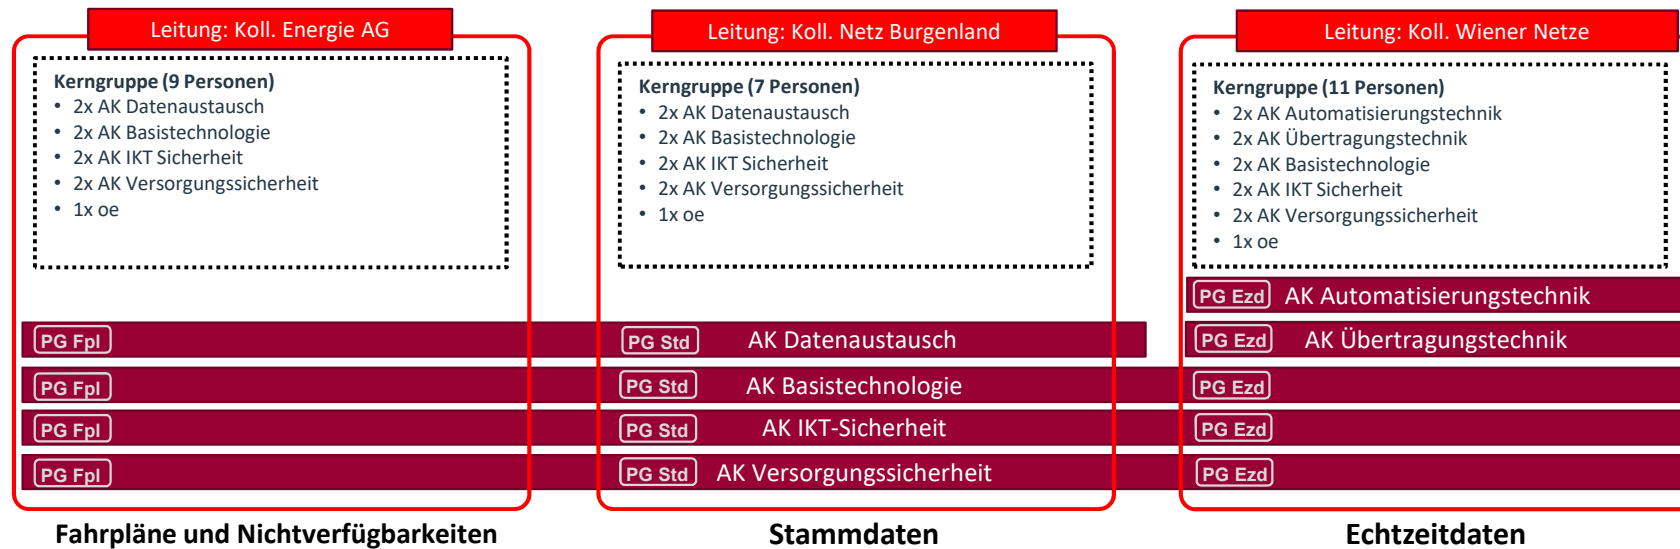 Leitung: Koll. Energie AG
Kerngruppe (9 Personen)
• 2x AK Datenaustausch
• 2x AK Basistechnologie
• 2x AK IKT Sicherheit
• 2x AK Versorgungssicherheit
• 1x oe
Leitung: Koll. Netz Burgenland
Kerngruppe (7 Personen)
• 2x AK Datenaustausch
• 2x AK Basistechnologie
• 2x AK IKT Sicherheit
• 2x AK Versorgungssicherheit
• 1x oe
Leitung: Koll. Wiener Netze
Kerngruppe (11 Personen)
• 2x AK Automatisierungstechnik
• 2x AK Übertragungstechnik
• 2x AK Basistechnologie
• 2x AK IKT Sicherheit
• 2x AK Versorgungssicherheit
• 1x oe
PG Ezd AK Automatisierungstechnik
PG Fpl PG Std AK Datenaustausch PG Ezd AK Übertragungstechnik
PG Fpl PG Std AK Basistechnologie PG Ezd
PG Fpl PG Std AK IKT-Sicherheit PG Ezd
PG Fpl PG Std AK Versorgungssicherheit PG Ezd
Fahrpläne und Nichtverfügbarkeiten Stammdaten Echtzeitdaten